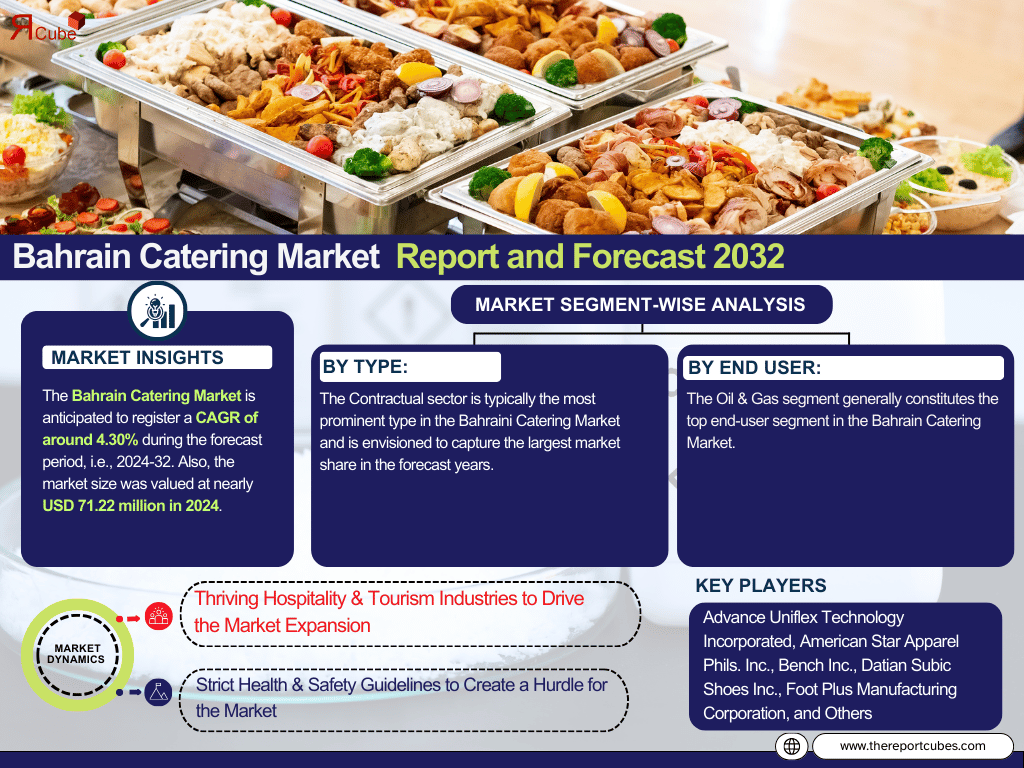 ЯCube
Bahrain Catering Market Report and Forecast 2032
MARKET INSIGHTS
The Bahrain Catering Market is
anticipated to register a CAGR of
around 4.30% during the forecast
period, i.e., 2024-32. Also, the
market size was valued at nearly
USD 71.22 million in 2024.
MARKET SEGMENT-WISE ANALYSIS
BY TYPE:
The Contractual sector is typically the most
prominent type in the Bahraini Catering Market
and is envisioned to capture the largest market
share in the forecast years.
BY END USER:
The Oil & Gas segment generally constitutes the
top end-user segment in the Bahrain Catering
Market.
MARKET
DYNAMICS
Thriving Hospitality & Tourism Industries to Drive
the Market Expansion
Strict Health & Safety Guidelines to Create a Hurdle for
the Market
KEY PLAYERS
Advance Uniflex Technology
Incorporated, American Star Apparel
Phils. Inc., Bench Inc., Datian Subic
Shoes Inc., Foot Plus Manufacturing
Corporation, and Others
www.thereportcubes.com